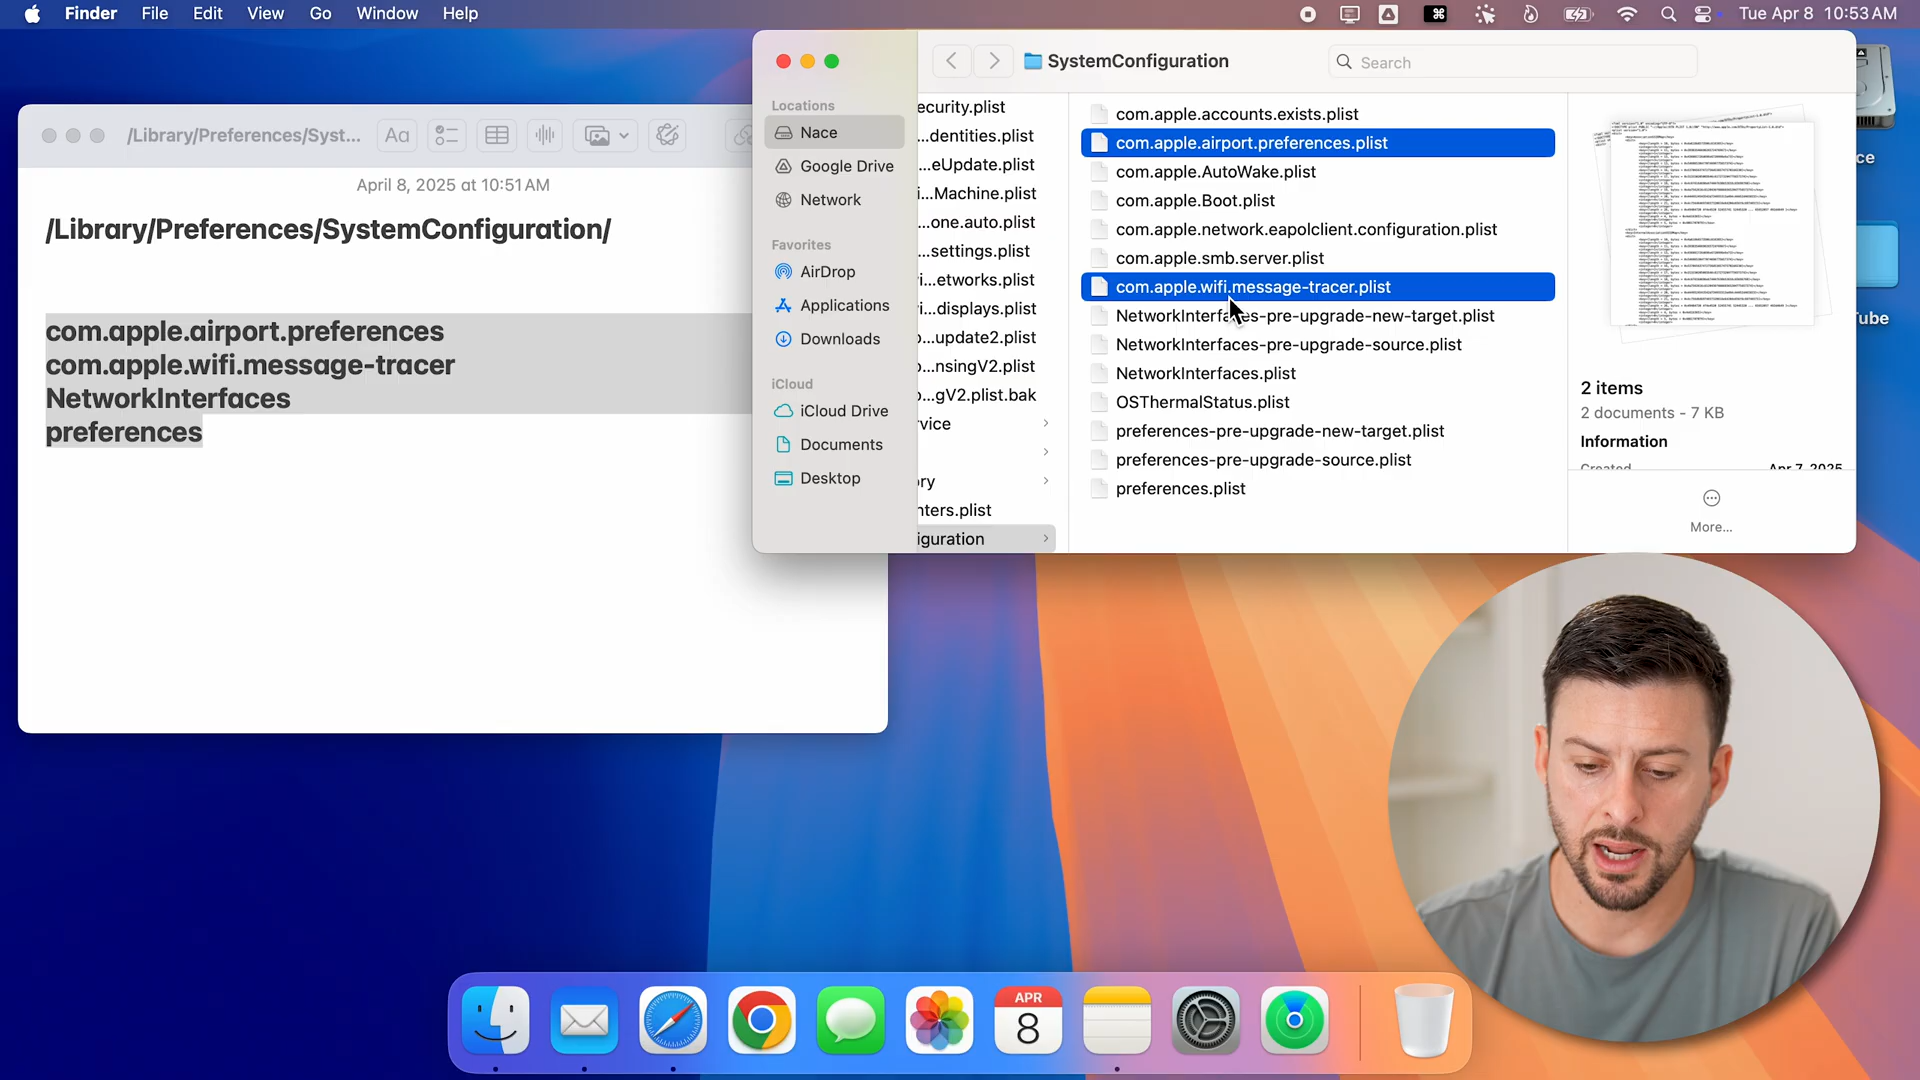 Finder File Edit View Go Window Help
Tue Apr 8 10:53 AM
/Library/Preferences/Syst...
Aa
April 8, 2025 at 10:51 AM
/Library/Preferences/SystemConfiguration/
com.apple.airport.preferences
com.apple.wifi.message-tracer
NetworkInterfaces
preferences
SystemConfiguration
Search
Locations
Nace
Google Drive
Network
Favorites
AirDrop
Applications
Downloads
iCloud
iCloud Drive
Documents
Desktop
ecurity.plist
...dentities.plist
...eUpdate.plist
i...Machine.plist
...one.auto.plist
...settings.plist
i...etworks.plist
i...displays.plist
o...update2.plist
o...nsingV2.plist
o...gV2.plist.bak
rvice
ry
nters.plist
iguration
com.apple.accounts.exists.plist
com.apple.airport.preferences.plist
com.apple.AutoWake.plist
com.apple.Boot.plist
com.apple.network.eapolclient.configuration.plist
com.apple.smb.server.plist
com.apple.wifi.message-tracer.plist
NetworkInterfaces-pre-upgrade-new-target.plist
NetworkInterfaces-pre-upgrade-source.plist
NetworkInterfaces.plist
OSThermalStatus.plist
preferences-pre-upgrade-new-target.plist
preferences-pre-upgrade-source.plist
preferences.plist
2 items
2 documents - 7 KB
Information
Created Apr 7, 2025
More...
ce
Tube
APR
8